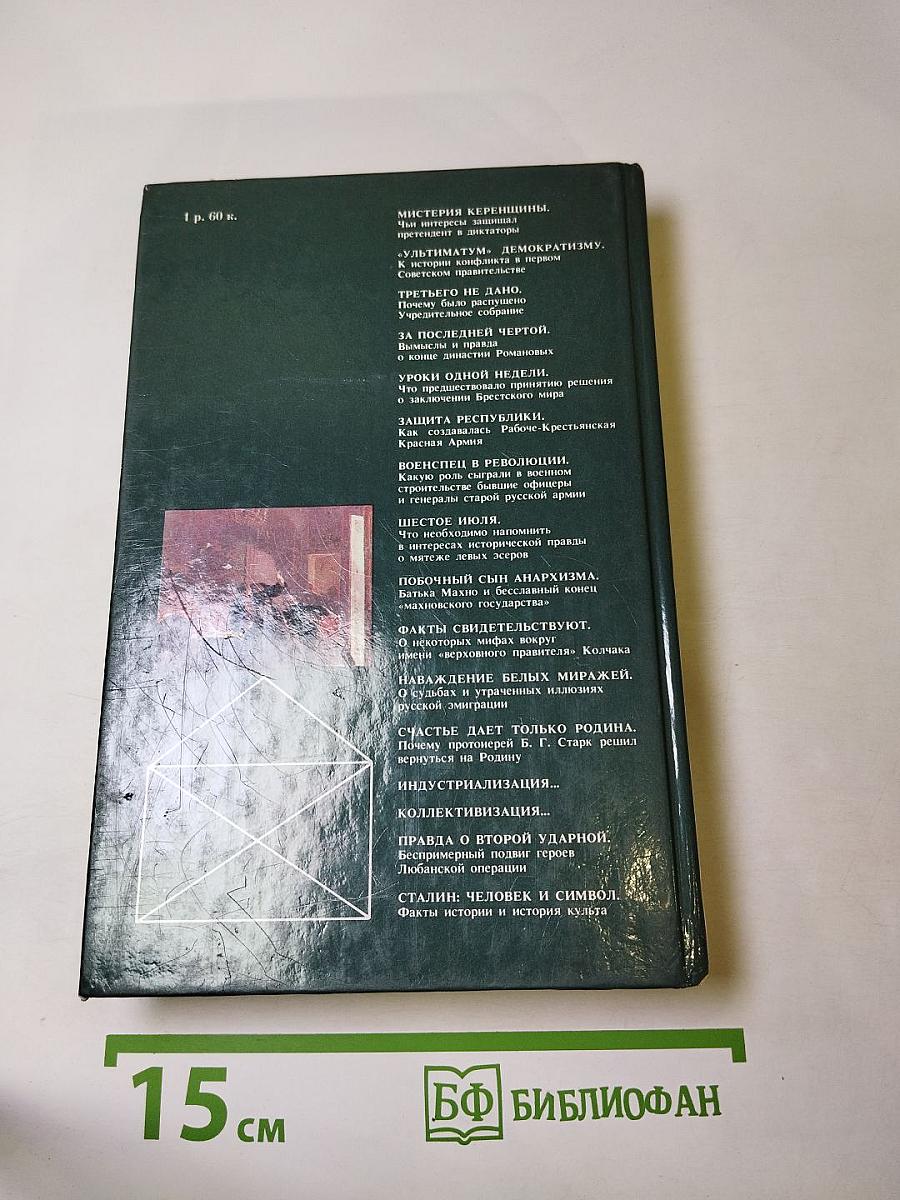 1 р. 60 к.
МИСТЕРИЯ КЕРЕНЩИНЫ.
Чьи интересы защищал
претендент в диктаторы
«УЛЬТИМАТУМ» ДЕМОКРАТИЗМУ.
К истории конфликта в первом
Советском правительстве
ТРЕТЬЕГО НЕ ДАНО.
Почему было распущено
Учредительное собрание
ЗА ПОСЛЕДНЕЙ ЧЕРТОЙ.
Вымыслы и правда
о конце династии Романовых
УРОКИ ОДНОЙ НЕДЕЛИ.
Что предшествовало принятию решения
о заключении Брестского мира
ЗАЩИТА РЕСПУБЛИКИ.
Как создавалась Рабоче-Крестьянская
Красная Армия
ВОЕНСПЕЦ В РЕВОЛЮЦИИ.
Какую роль сыграли в военном
строительстве бывшие офицеры
и генералы старой русской армии
ШЕСТОЕ ИЮЛЯ.
Что необходимо напомнить
в интересах исторической правды
о мятеже левых эсеров
ПОБОЧНЫЙ СЫН АНАРХИЗМА.
Батька Махно и бесславный конец
«махновского государства»
ФАКТЫ СВИДЕТЕЛЬСТВУЮТ.
О некоторых мифах вокруг
имени «верховного правителя» Колчака
НАВАЖДЕНИЕ БЕЛЫХ МИРАЖЕЙ.
О судьбах и утраченных иллюзиях
русской эмиграции
СЧАСТЬЕ ДАЕТ ТОЛЬКО РОДИНА.
Почему протоиерей Б. Г. Старк решил
вернуться на Родину
ИНДУСТРИАЛИЗАЦИЯ...
КОЛЛЕКТИВИЗАЦИЯ...
ПРАВДА О ВТОРОЙ УДАРНОЙ.
Беспримерный подвиг героев
Любанской операции
СТАЛИН: ЧЕЛОВЕК И СИМВОЛ.
Факты истории и история культа
15 см
БФ БИБЛИОФАН